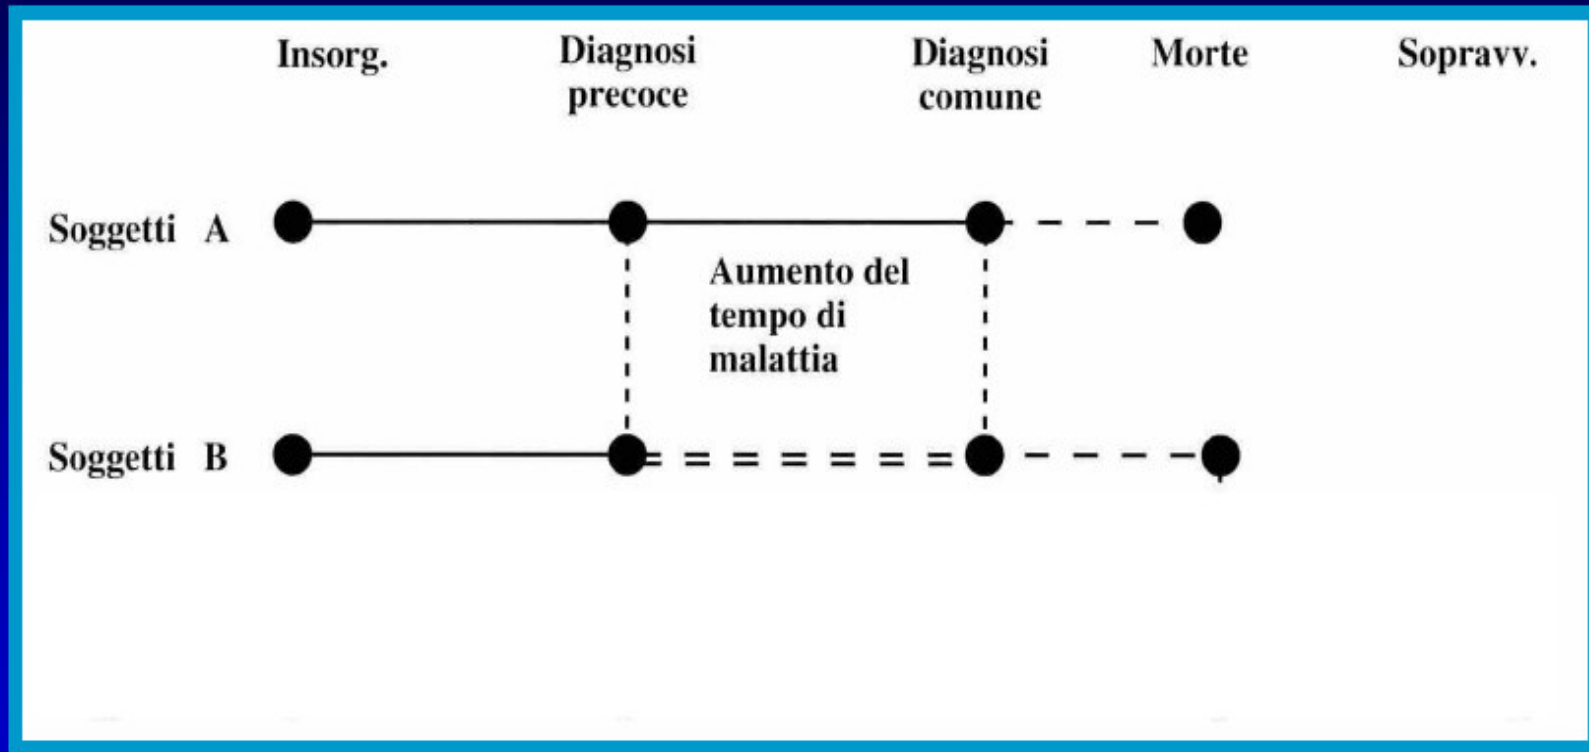 Insorg.
Diagnosi
precoce
Diagnosi
comune
Morte
Sopravv.
Soggetti A
Aumento del
tempo di
malattia
Soggetti B